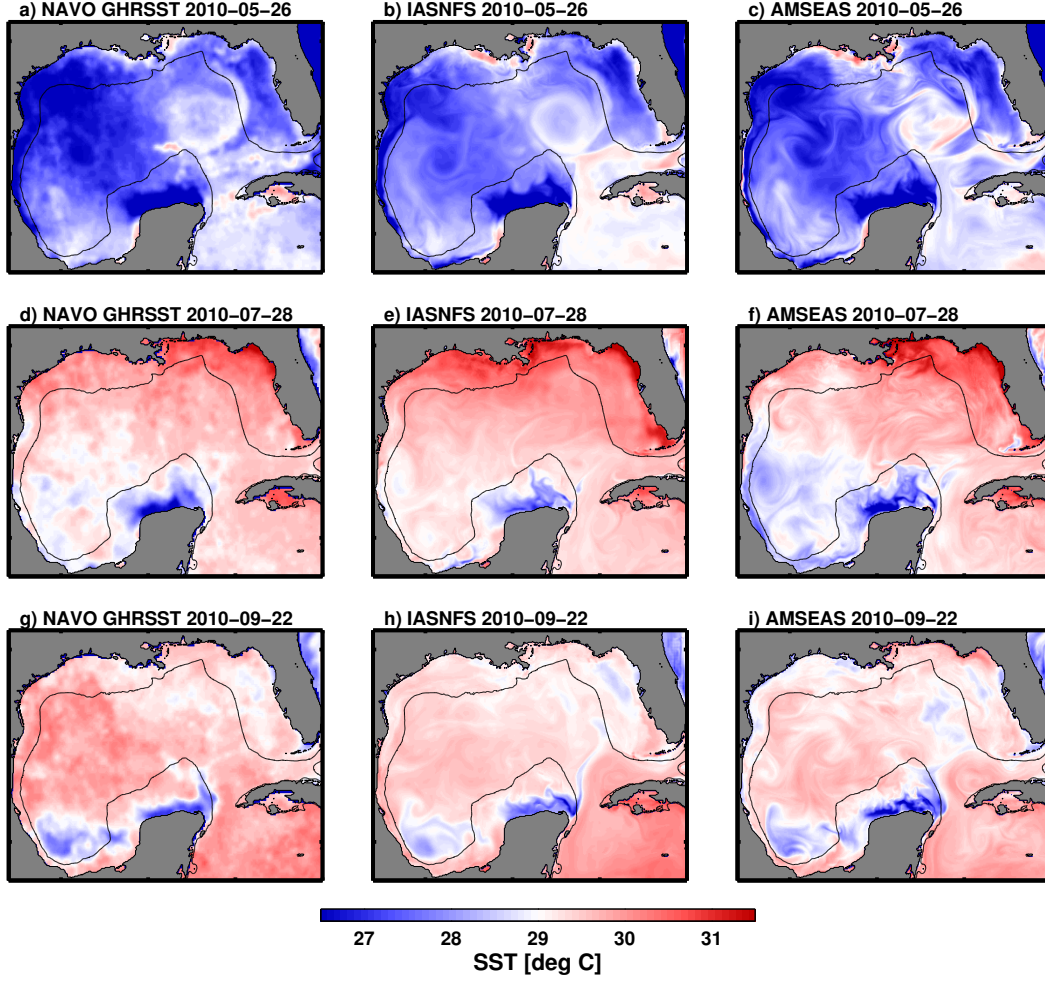 a) NAVO GHRSST 2010−05−26
b) IASNFS 2010−05−26
c) AMSEAS 2010−05−26
d) NAVO GHRSST 2010−07−28
e) IASNFS 2010−07−28
f) AMSEAS 2010−07−28
g) NAVO GHRSST 2010−09−22
h) IASNFS 2010−09−22
i) AMSEAS 2010−09−22
27 28 29 30 31
SST [deg C]